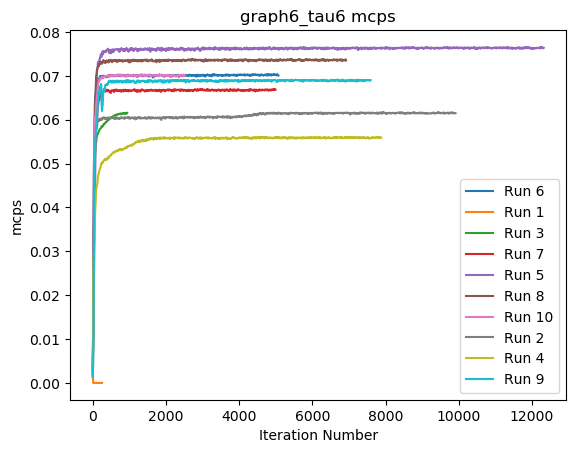 graph6_tau6 mcps
mcps
0.08
0.07
0.06
0.05
0.04
0.03
0.02
0.01
0.00
0
2000
4000
6000
8000
10000
12000
Iteration Number
Run 6
Run 1
Run 3
Run 7
Run 5
Run 8
Run 10
Run 2
Run 4
Run 9